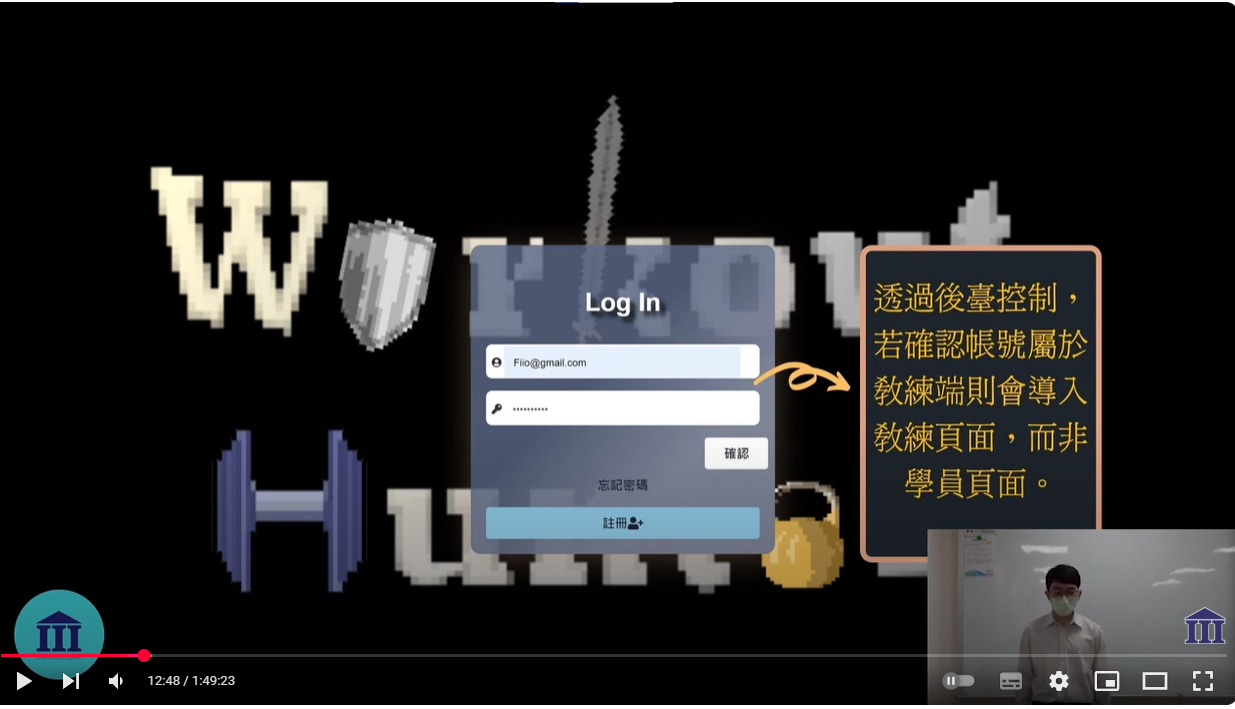 Workout
Hunter
Log In
Fiio@gmail.com
••••••••••
確認
忘記密碼
註冊
透過後臺控制，
若確認帳號屬於
教練端則會導入
教練頁面，而非
學員頁面。
12:48 / 1:49:23